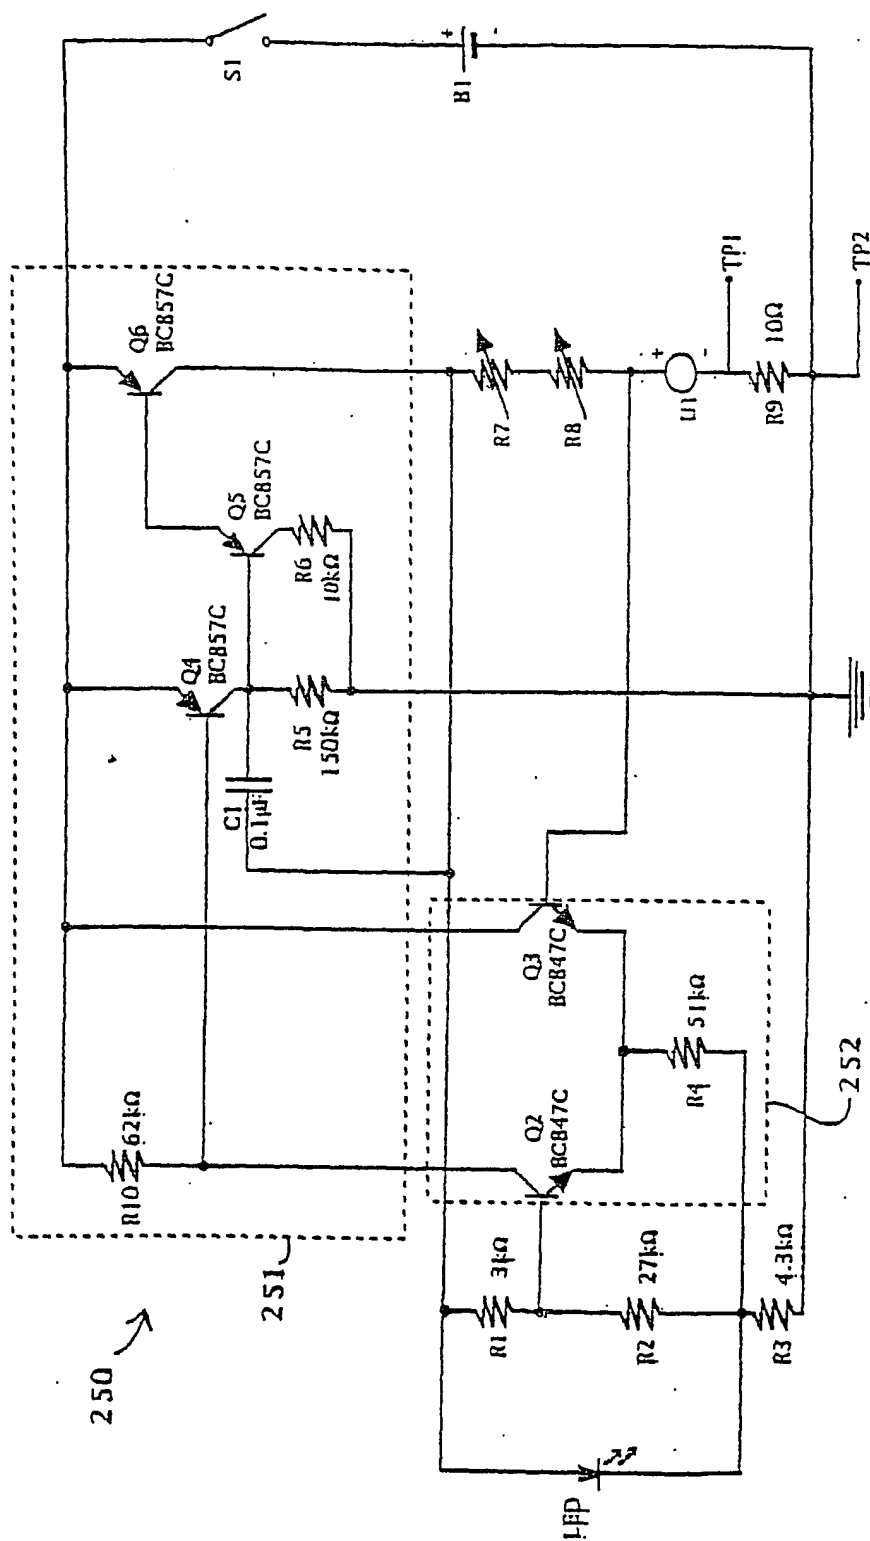 250
251
R10
62kΩ
C1
0.1µF
Q4
BC857C
R5
150kΩ
Q5
BC857C
R6
10kΩ
Q6
BC857C
S1
+
-
B1
LED
R1
3kΩ
R2
27kΩ
R3
4.3kΩ
Q2
BC847C
Q3
BC847C
R4
51kΩ
252
R7
R8
+
-
U1
R9
10Ω
TP1
TP2